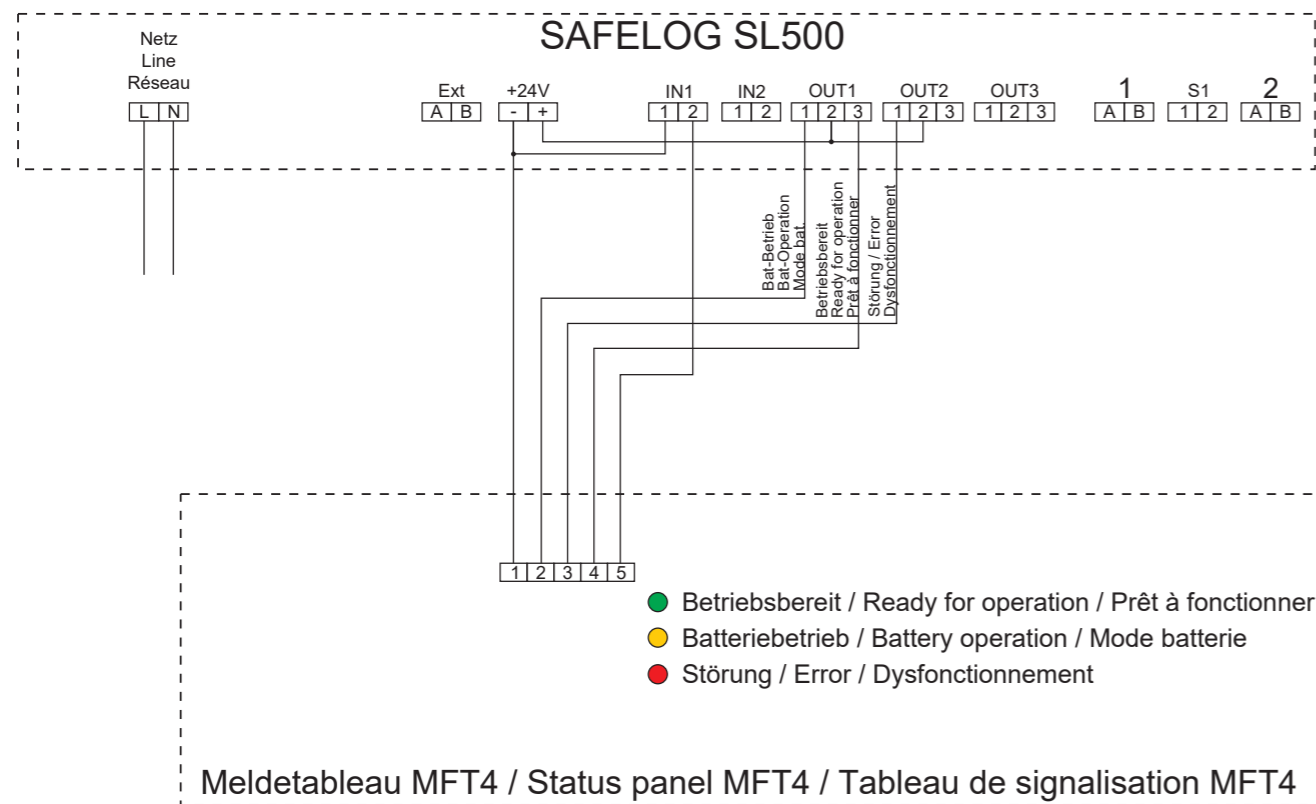 SAFELOG SL500
Netz
Line
Réseau
L N
Ext
A B
+24V
- +
IN1
1 2
IN2
1 2
OUT1
1 2 3
OUT2
1 2 3
OUT3
1 2 3
1
A B
S1
1 2
2
A B
Bat-Betrieb
Bat-Operation
Mode bat.
Betriebsbereit
Ready for operation
Prêt à fonctionner
Störung / Error
Dysfonctionnement
1 2 3 4 5
Betriebsbereit / Ready for operation / Prêt à fonctionner
Batteriebetrieb / Battery operation / Mode batterie
Störung / Error / Dysfonctionnement
Meldetableau MFT4 / Status panel MFT4 / Tableau de signalisation MFT4